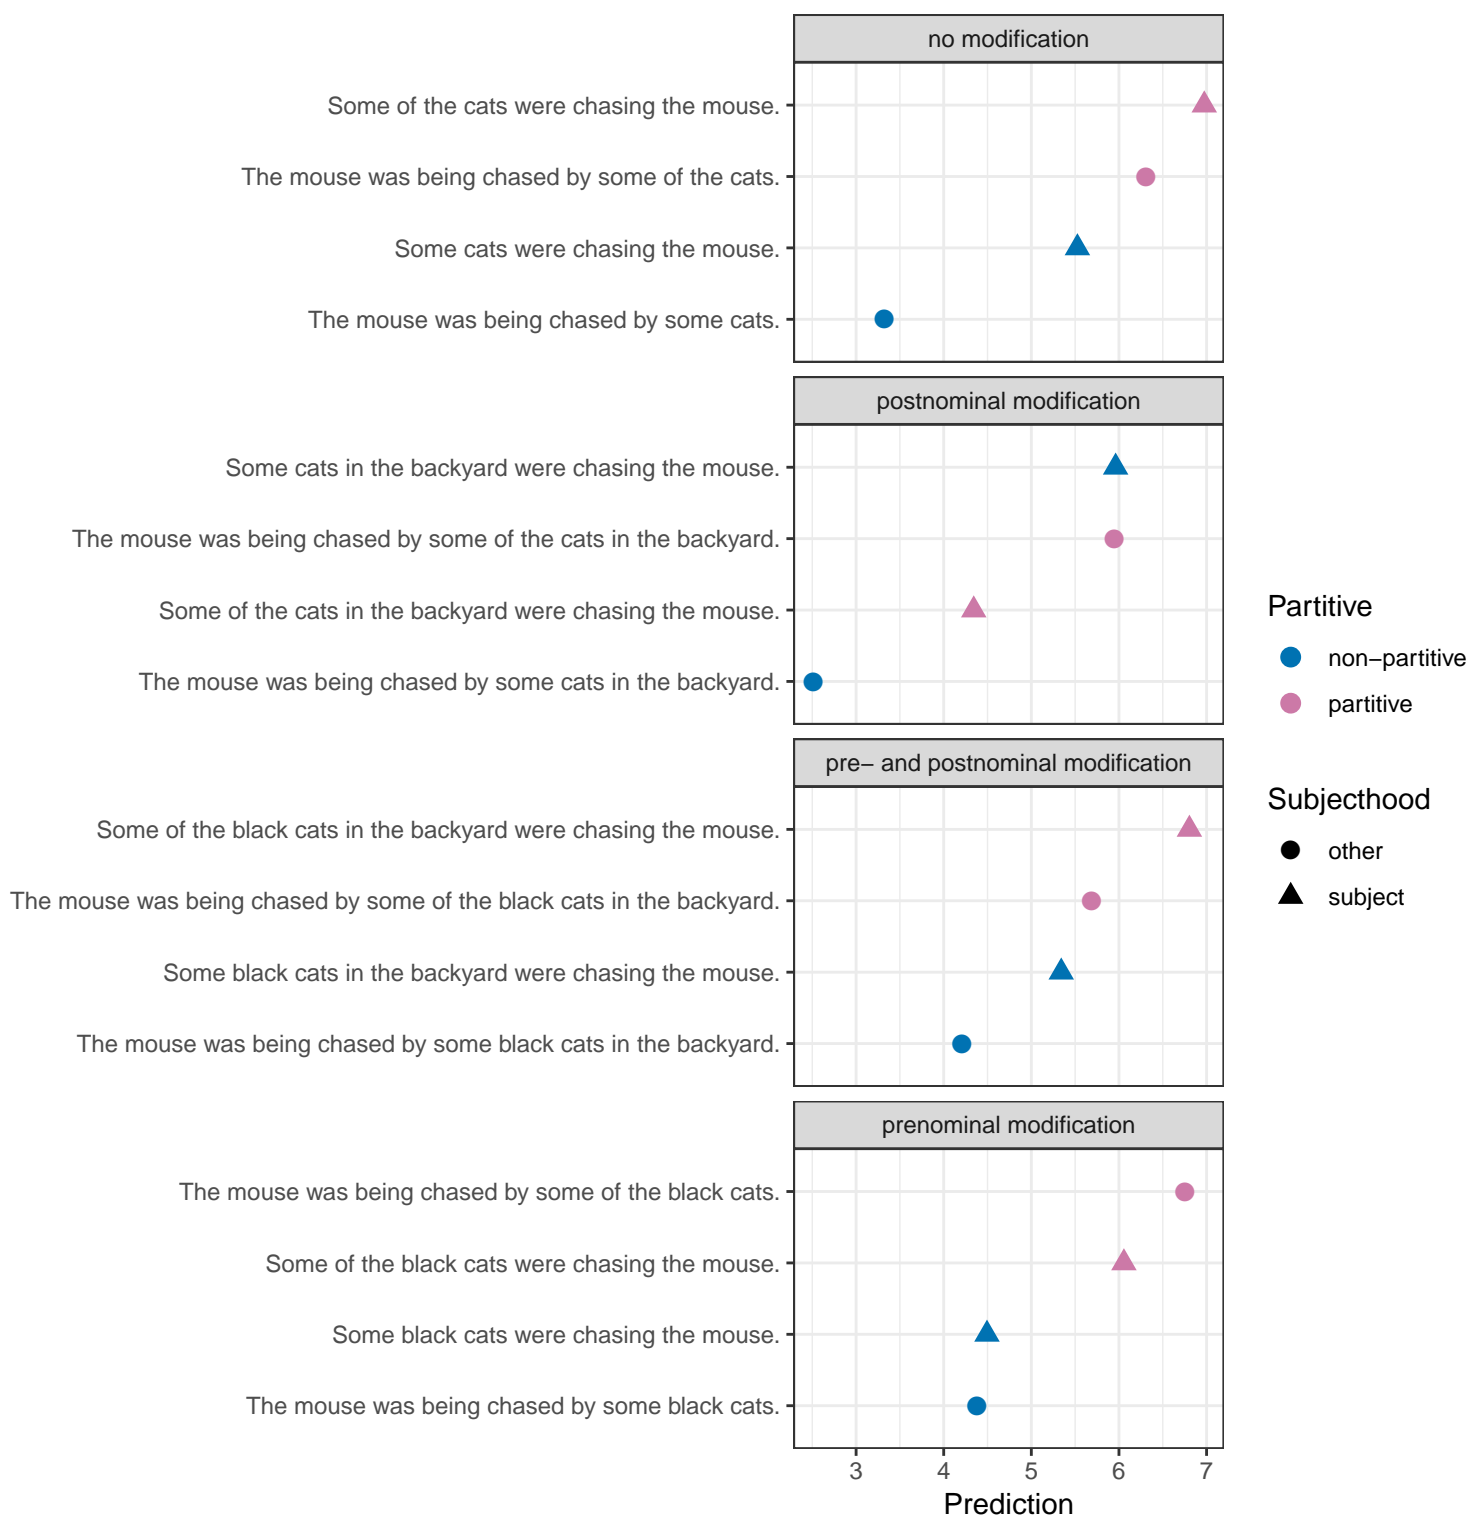 no modification
Some of the cats were chasing the mouse.
The mouse was being chased by some of the cats.
Some cats were chasing the mouse.
The mouse was being chased by some cats.
postnominal modification
Some cats in the backyard were chasing the mouse.
The mouse was being chased by some of the cats in the backyard.
Some of the cats in the backyard were chasing the mouse.
The mouse was being chased by some cats in the backyard.
pre− and postnominal modification
Some of the black cats in the backyard were chasing the mouse.
The mouse was being chased by some of the black cats in the backyard.
Some black cats in the backyard were chasing the mouse.
The mouse was being chased by some black cats in the backyard.
prenominal modification
The mouse was being chased by some of the black cats.
Some of the black cats were chasing the mouse.
Some black cats were chasing the mouse.
The mouse was being chased by some black cats.
3 4 5 6 7
Prediction
Partitive
non−partitive
partitive
Subjecthood
other
subject